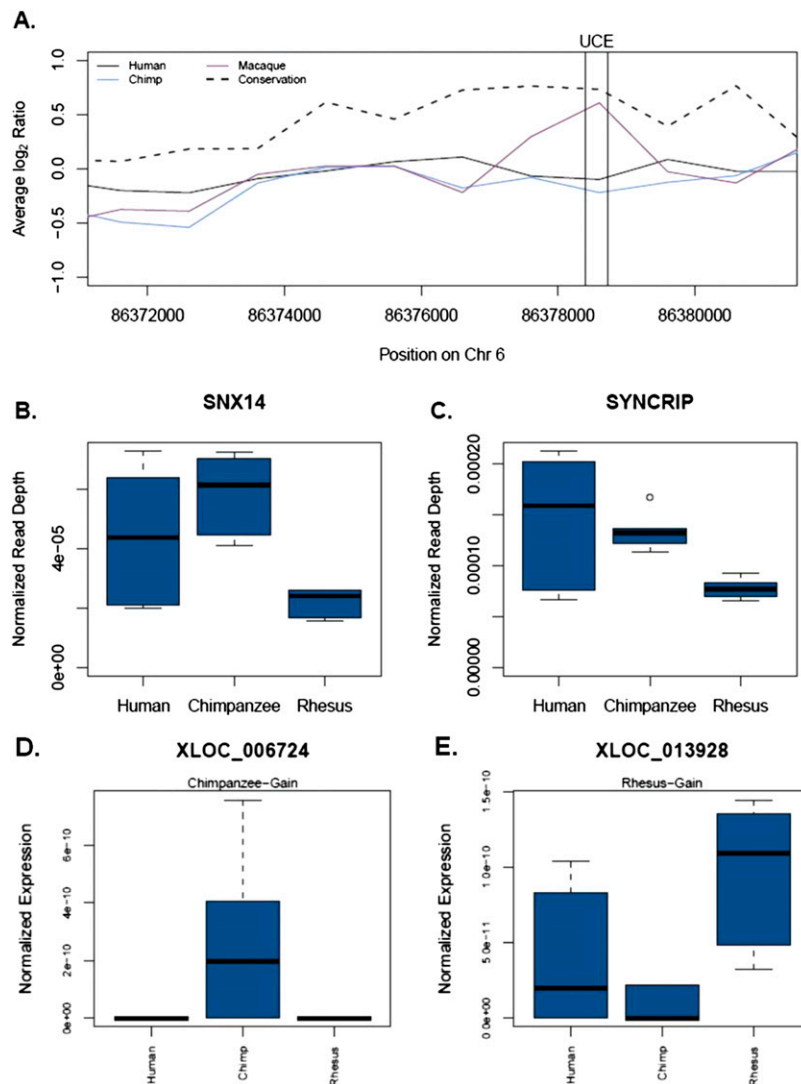 A.
UCE
Human
Chimp
Macaque
Conservation
1.0
0.5
0.0
−0.5
−1.0
Average log2 Ratio
86372000 86374000 86376000 86378000 86380000
Position on Chr 6
B.
SNX14
Normalized Read Depth
4e−05
0e+00
Human Chimpanzee Rhesus
C.
SYNCRIP
Normalized Read Depth
0.00020
0.00010
0.00000
Human Chimpanzee Rhesus
D.
XLOC_006724
Chimpanzee−Gain
Normalized Expression
6e−10
4e−10
2e−10
0e+00
Human Chimp Rhesus
E.
XLOC_013928
Rhesus−Gain
Normalized Expression
1.5e−10
1.0e−10
5.0e−11
0.0e+00
Human Chimp Rhesus